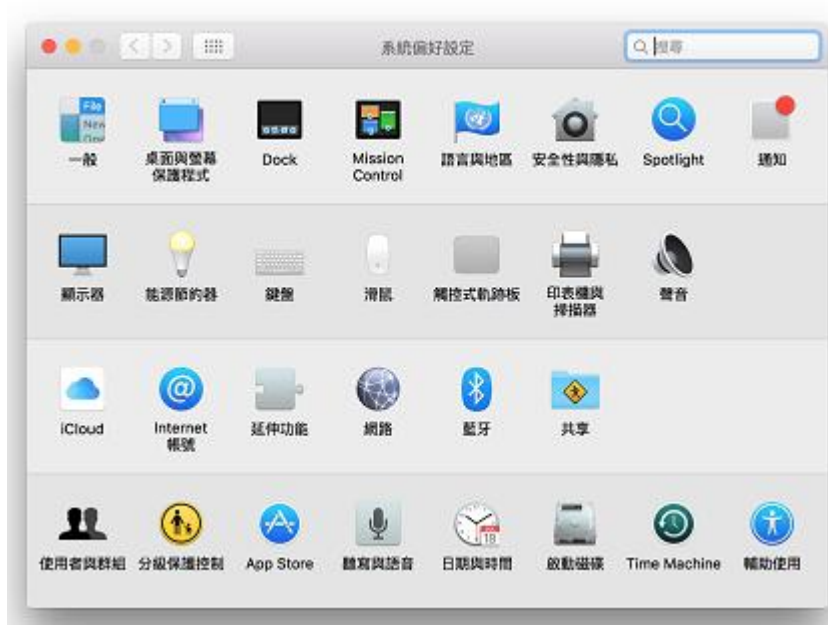 系統偏好設定
搜尋
File
New
一般
桌面與螢幕
保護程式
Dock
Mission
Control
語言與地區
安全性與隱私
Spotlight
通知
顯示器
能源節約器
鍵盤
滑鼠
觸控式軌跡板
印表機與
掃描器
聲音
iCloud
@
Internet
帳號
延伸功能
網路
藍牙
共享
18
使用者與群組
分級保護控制
App Store
聽寫與語音
日期與時間
啟動磁碟
Time Machine
輔助使用